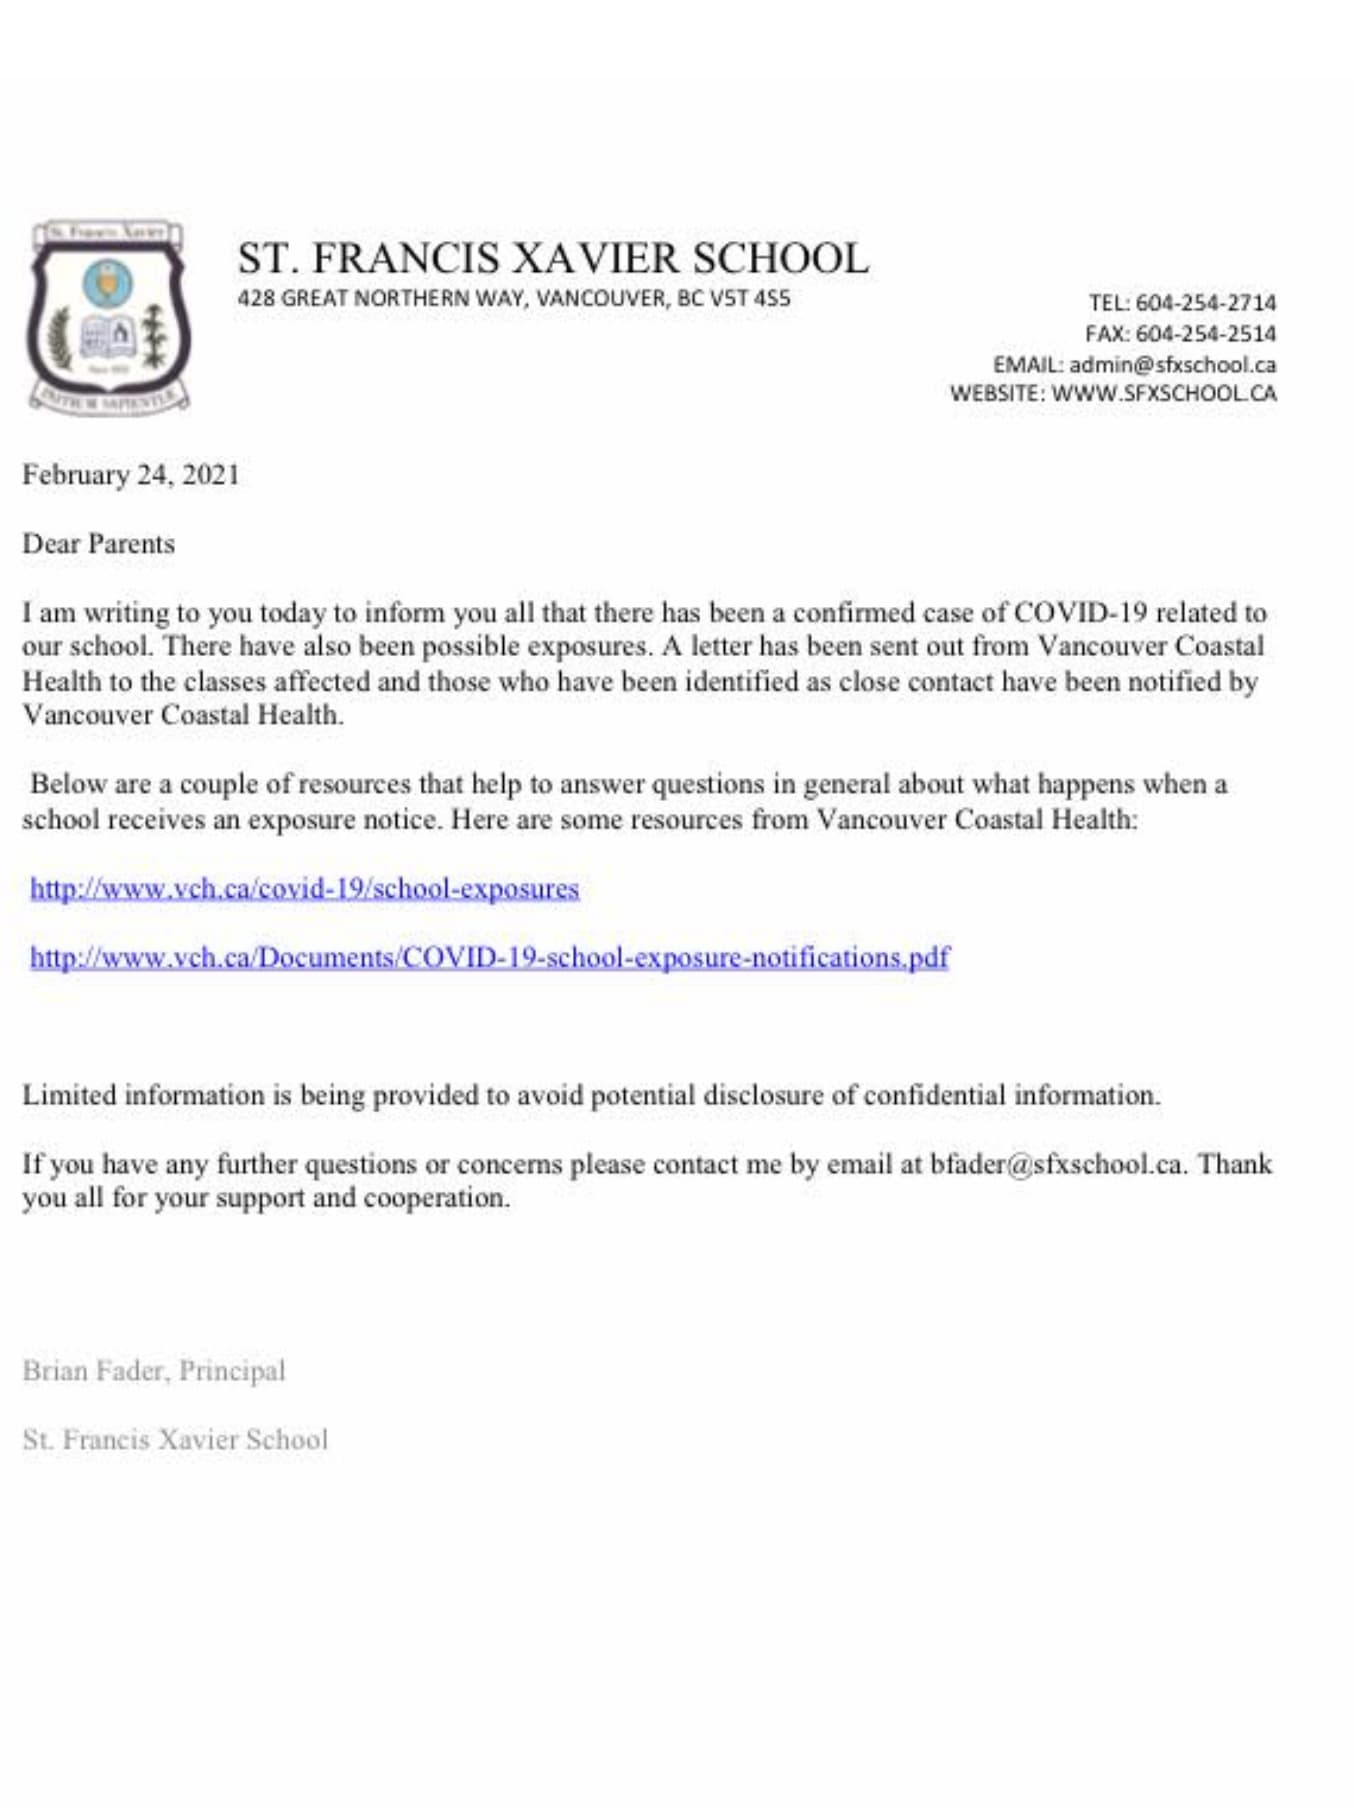 St. Francis Xavier
ST. FRANCIS XAVIER SCHOOL
428 GREAT NORTHERN WAY, VANCOUVER, BC V5T 4S5
TEL: 604-254-2714
FAX: 604-254-2514
EMAIL: admin@sfxschool.ca
WEBSITE: WWW.SFXSCHOOL.CA
February 24, 2021
Dear Parents
I am writing to you today to inform you all that there has been a confirmed case of COVID-19 related to
our school. There have also been possible exposures. A letter has been sent out from Vancouver Coastal
Health to the classes affected and those who have been identified as close contact have been notified by
Vancouver Coastal Health.
Below are a couple of resources that help to answer questions in general about what happens when a
school receives an exposure notice. Here are some resources from Vancouver Coastal Health:
http://www.vch.ca/covid-19/school-exposures
http://www.vch.ca/Documents/COVID-19-school-exposure-notifications.pdf
Limited information is being provided to avoid potential disclosure of confidential information.
If you have any further questions or concerns please contact me by email at bfader@sfxschool.ca. Thank
you all for your support and cooperation.
Brian Fader, Principal
St. Francis Xavier School